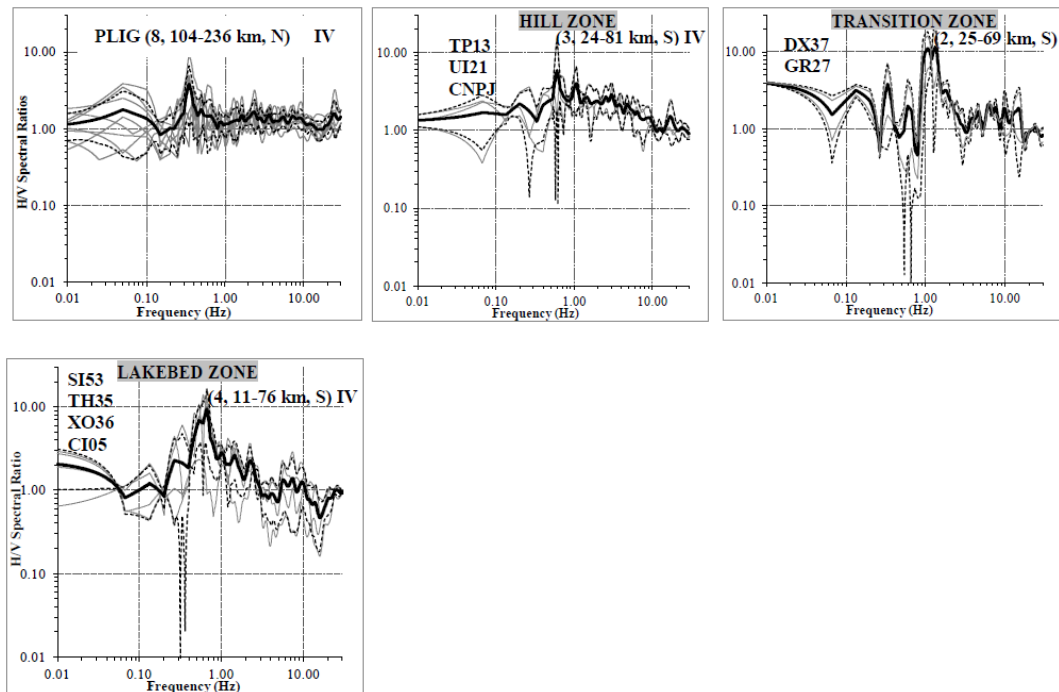 PLIG (8, 104-236 km, N) IV
10.00
1.00
0.10
0.01
H/V Spectral Ratios
0.01 0.10 1.00 10.00
Frequency (Hz)
HILL ZONE
(3, 24-81 km, S) IV
TP13
UI21
CNPJ
10.00
1.00
0.10
0.01
0.01 0.10 1.00 10.00
Frequency (Hz)
TRANSITION ZONE
(2, 25-69 km, S)
DX37
GR27
10.00
1.00
0.10
0.01
0.01 0.10 1.00 10.00
Frequency (Hz)
LAKEBED ZONE
(4, 11-76 km, S) IV
SI53
TH35
XO36
CI05
10.00
1.00
0.10
0.01
H/V Spectral Ratio
0.01 0.10 1.00 10.00
Frequency (Hz)